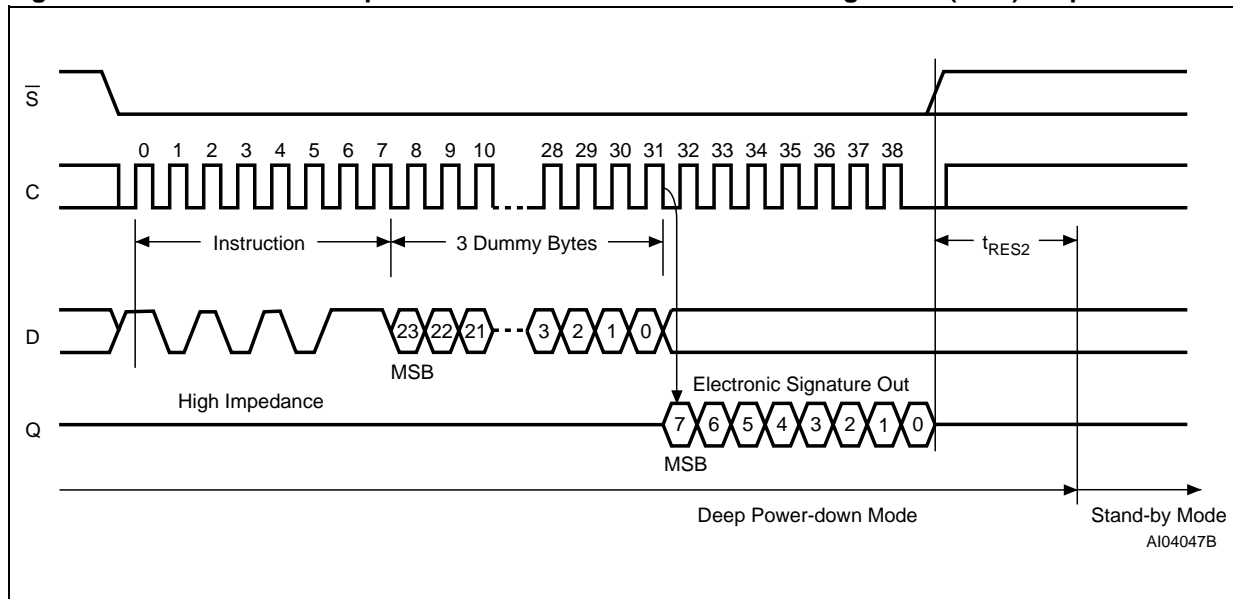 S
0 1 2 3 4 5 6 7 8 9 10 28 29 30 31 32 33 34 35 36 37 38
C
Instruction 3 Dummy Bytes tRES2
D 23 22 21 3 2 1 0
MSB
High Impedance Electronic Signature Out
Q 7 6 5 4 3 2 1 0
MSB
Deep Power-down Mode Stand-by Mode
AI04047B